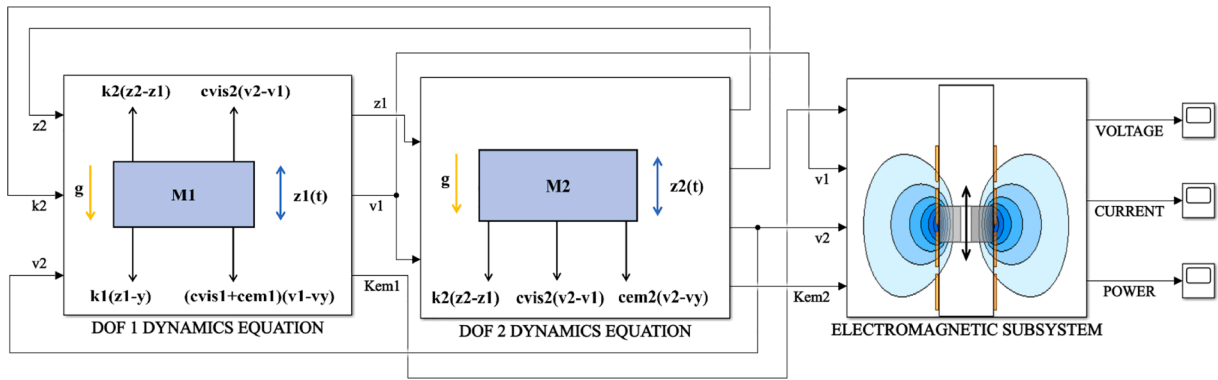 k2(z2-z1) cvis2(v2-v1)
z2
g
M1
z1(t)
k2
v2
k1(z1-y) (cvis1+cem1)(v1-vy)
DOF 1 DYNAMICS EQUATION
z1
v1
Kem1
g
M2
z2(t)
k2(z2-z1) cvis2(v2-v1) cem2(v2-vy)
DOF 2 DYNAMICS EQUATION
v1
v2
Kem2
ELECTROMAGNETIC SUBSYSTEM
VOLTAGE
CURRENT
POWER